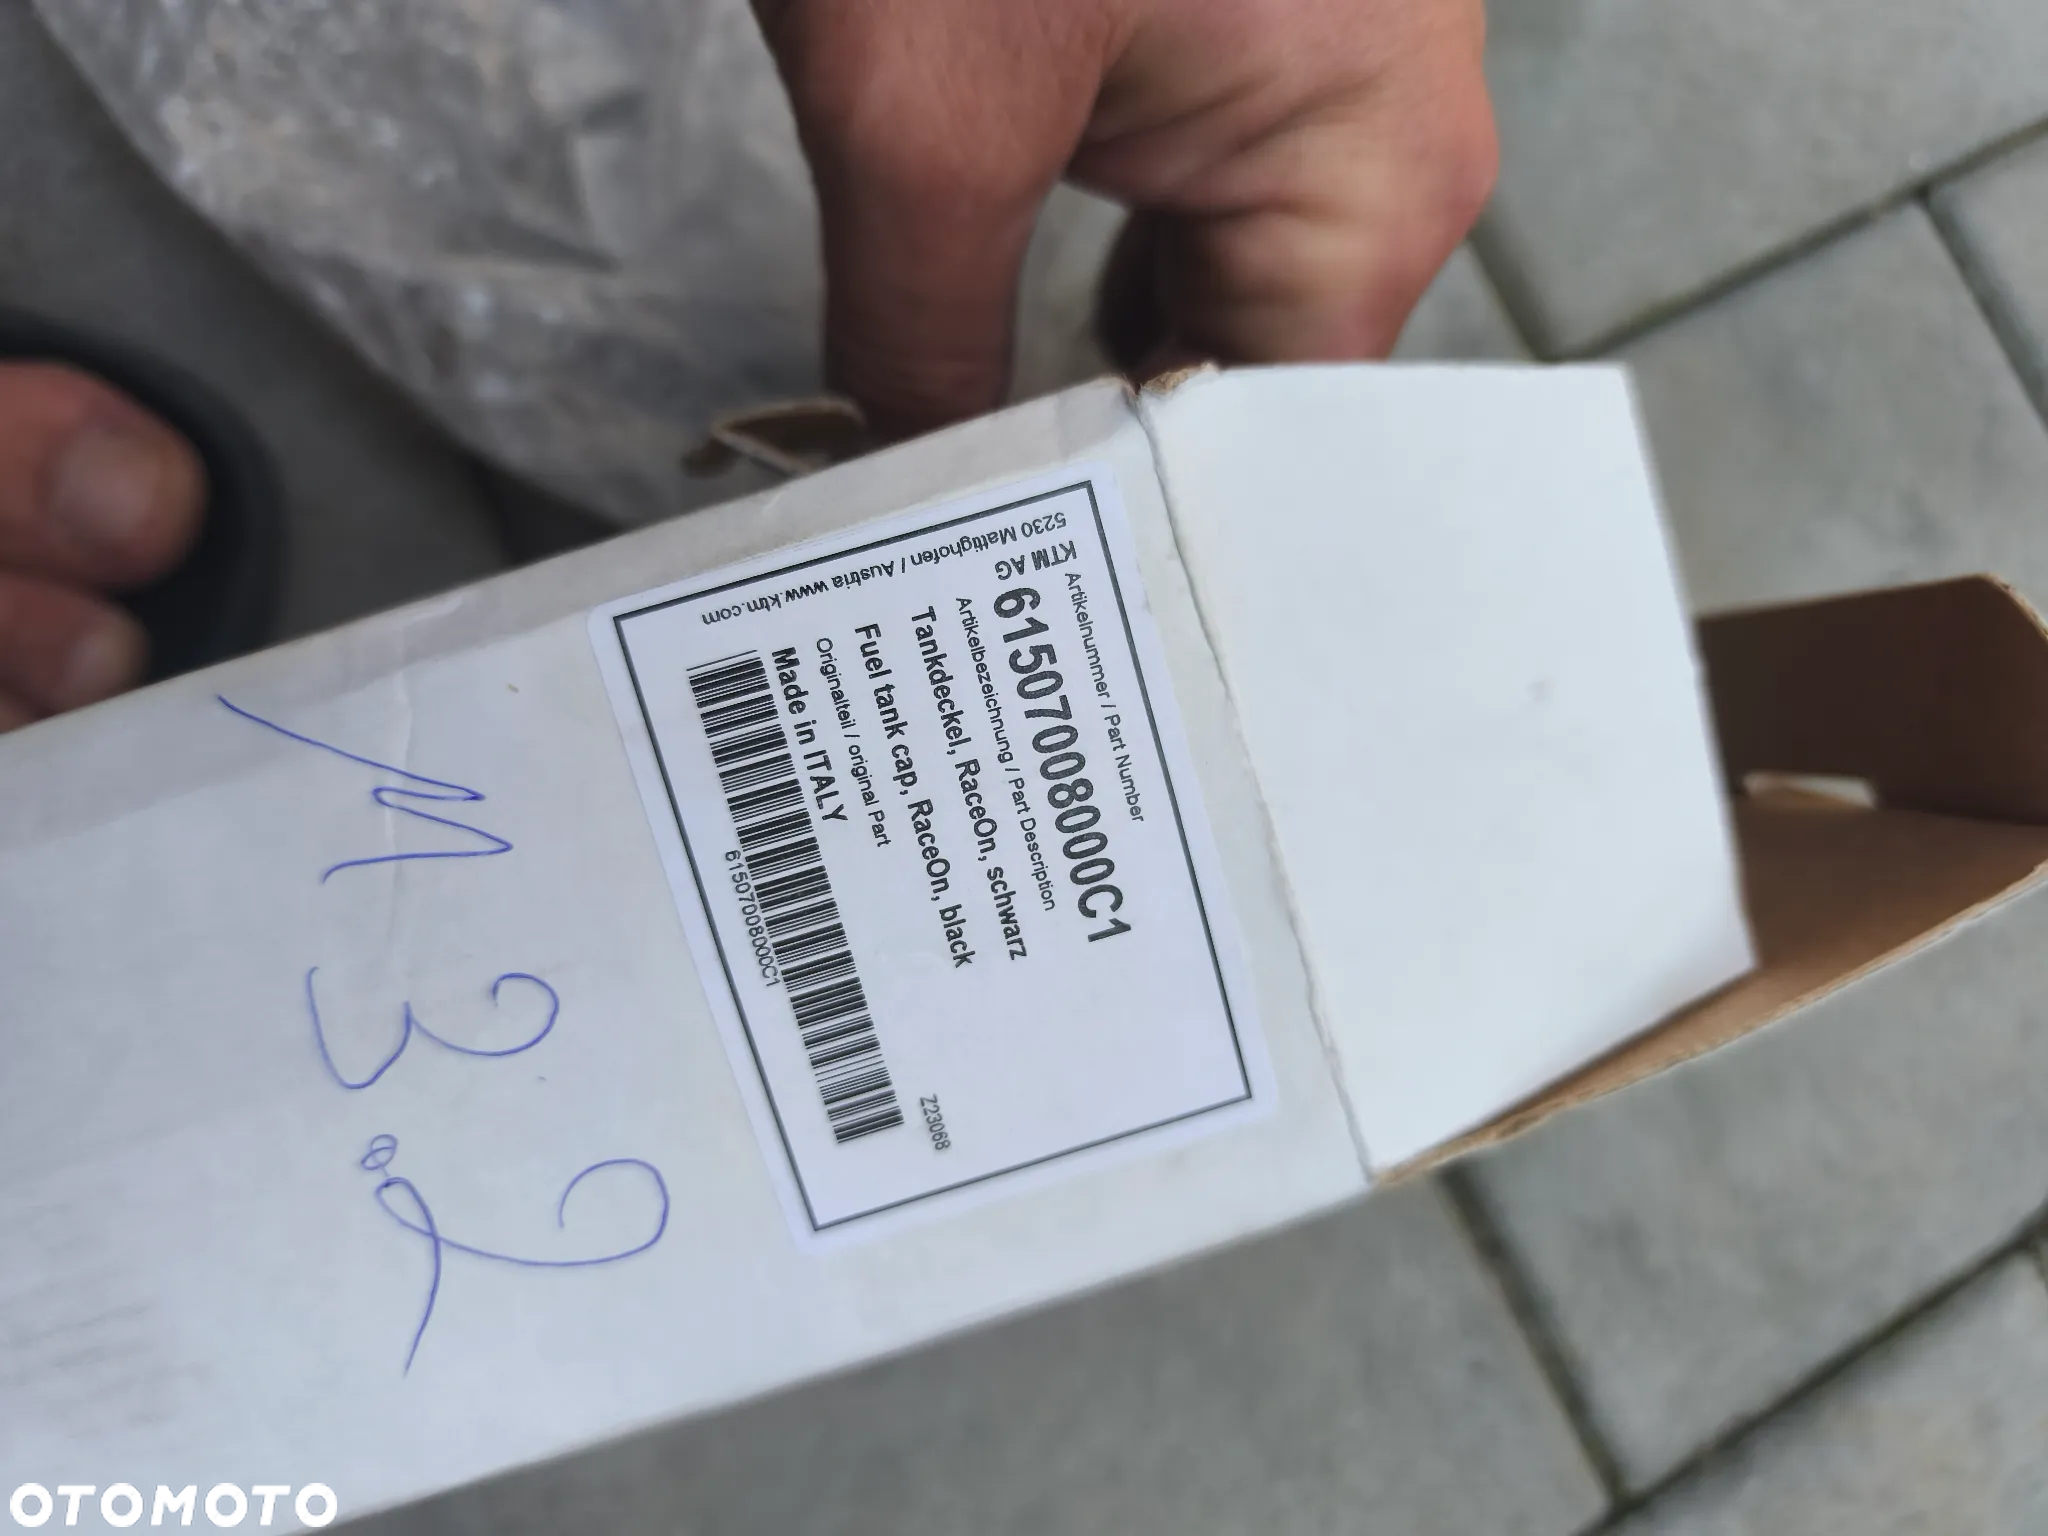 Artikelnummer / Part Number
61507008000C1
Artikelbezeichnung / Part Description
Tankdeckel, RaceOn, schwarz
Fuel tank cap, RaceOn, black
Originalteil / original Part
Made in ITALY
Z23068
61507008000C1
KTM AG
5230 Mattighofen / Austria www.ktm.com
OTOMOTO